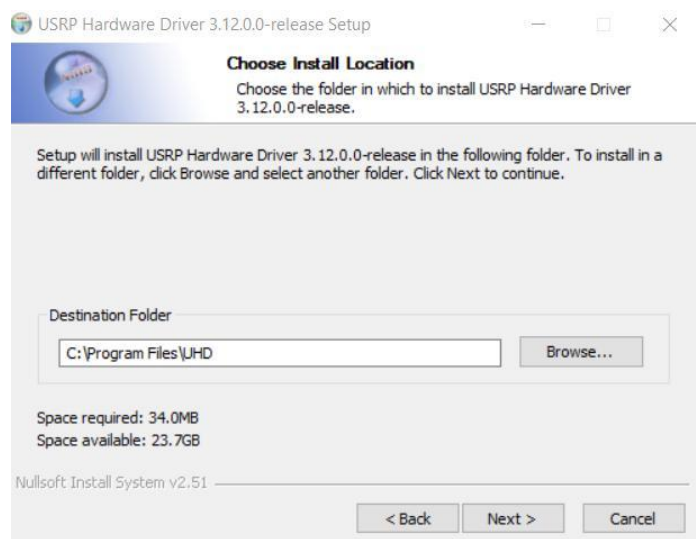 USRP Hardware Driver 3.12.0.0-release Setup
Choose Install Location
Choose the folder in which to install USRP Hardware Driver
3.12.0.0-release.
Setup will install USRP Hardware Driver 3.12.0.0-release in the following folder. To install in a
different folder, click Browse and select another folder. Click Next to continue.
Destination Folder
C:\Program Files\UHD
Browse...
Space required: 34.0MB
Space available: 23.7GB
Nullsoft Install System v2.51
< Back
Next >
Cancel